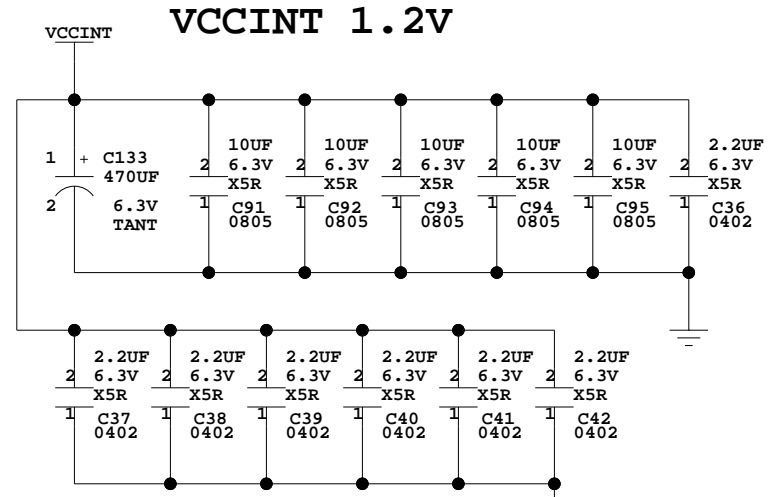 VCCINT 1.2V
VCCINT
1 + C133
470UF
2 6.3V
TANT
10UF
2 6.3V
X5R
1 C91
0805
10UF
2 6.3V
X5R
1 C92
0805
10UF
2 6.3V
X5R
1 C93
0805
10UF
2 6.3V
X5R
1 C94
0805
10UF
2 6.3V
X5R
1 C95
0805
2.2UF
2 6.3V
X5R
1 C36
0402
2.2UF
2 6.3V
X5R
1 C37
0402
2.2UF
2 6.3V
X5R
1 C38
0402
2.2UF
2 6.3V
X5R
1 C39
0402
2.2UF
2 6.3V
X5R
1 C40
0402
2.2UF
2 6.3V
X5R
1 C41
0402
2.2UF
2 6.3V
X5R
1 C42
0402